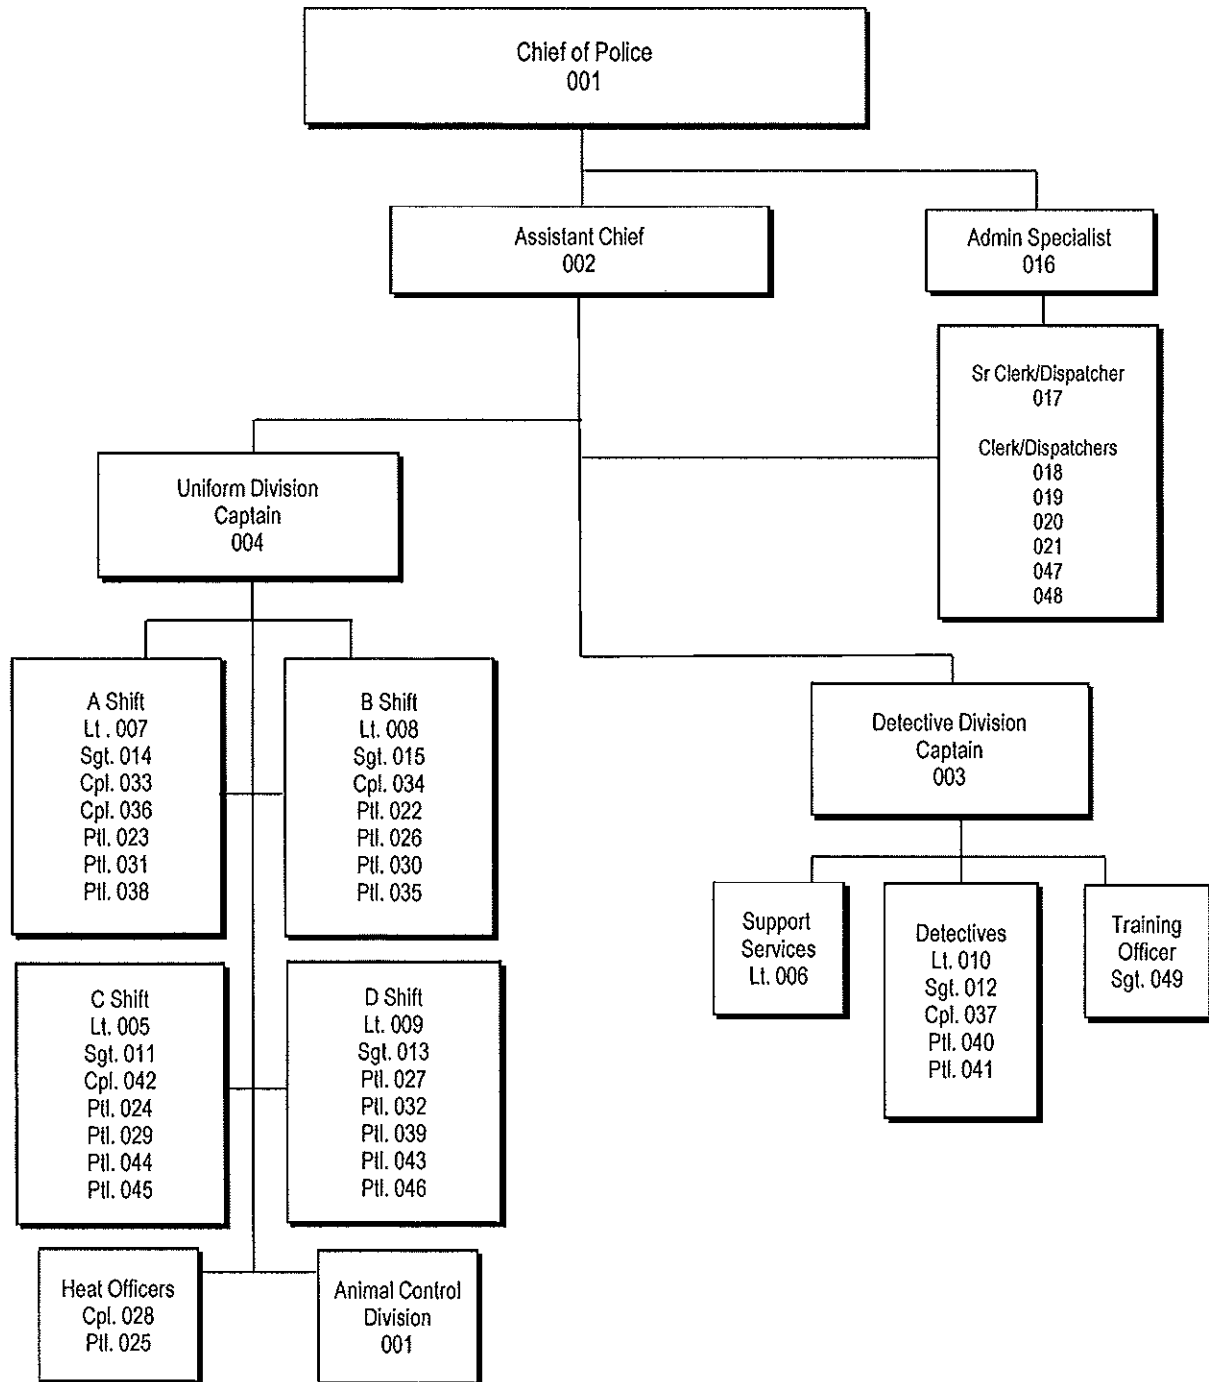 Chief of Police
001
Assistant Chief
002
Admin Specialist
016
Sr Clerk/Dispatcher
017
Clerk/Dispatchers
018
019
020
021
047
048
Uniform Division
Captain
004
A Shift
Lt . 007
Sgt. 014
Cpl. 033
Cpl. 036
Ptl. 023
Ptl. 031
Ptl. 038
B Shift
Lt. 008
Sgt. 015
Cpl. 034
Ptl. 022
Ptl. 026
Ptl. 030
Ptl. 035
Detective Division
Captain
003
Support
Services
Lt. 006
Detectives
Lt. 010
Sgt. 012
Cpl. 037
Ptl. 040
Ptl. 041
Training
Officer
Sgt. 049
C Shift
Lt. 005
Sgt. 011
Cpl. 042
Ptl. 024
Ptl. 029
Ptl. 044
Ptl. 045
D Shift
Lt. 009
Sgt. 013
Ptl. 027
Ptl. 032
Ptl. 039
Ptl. 043
Ptl. 046
Heat Officers
Cpl. 028
Ptl. 025
Animal Control
Division
001